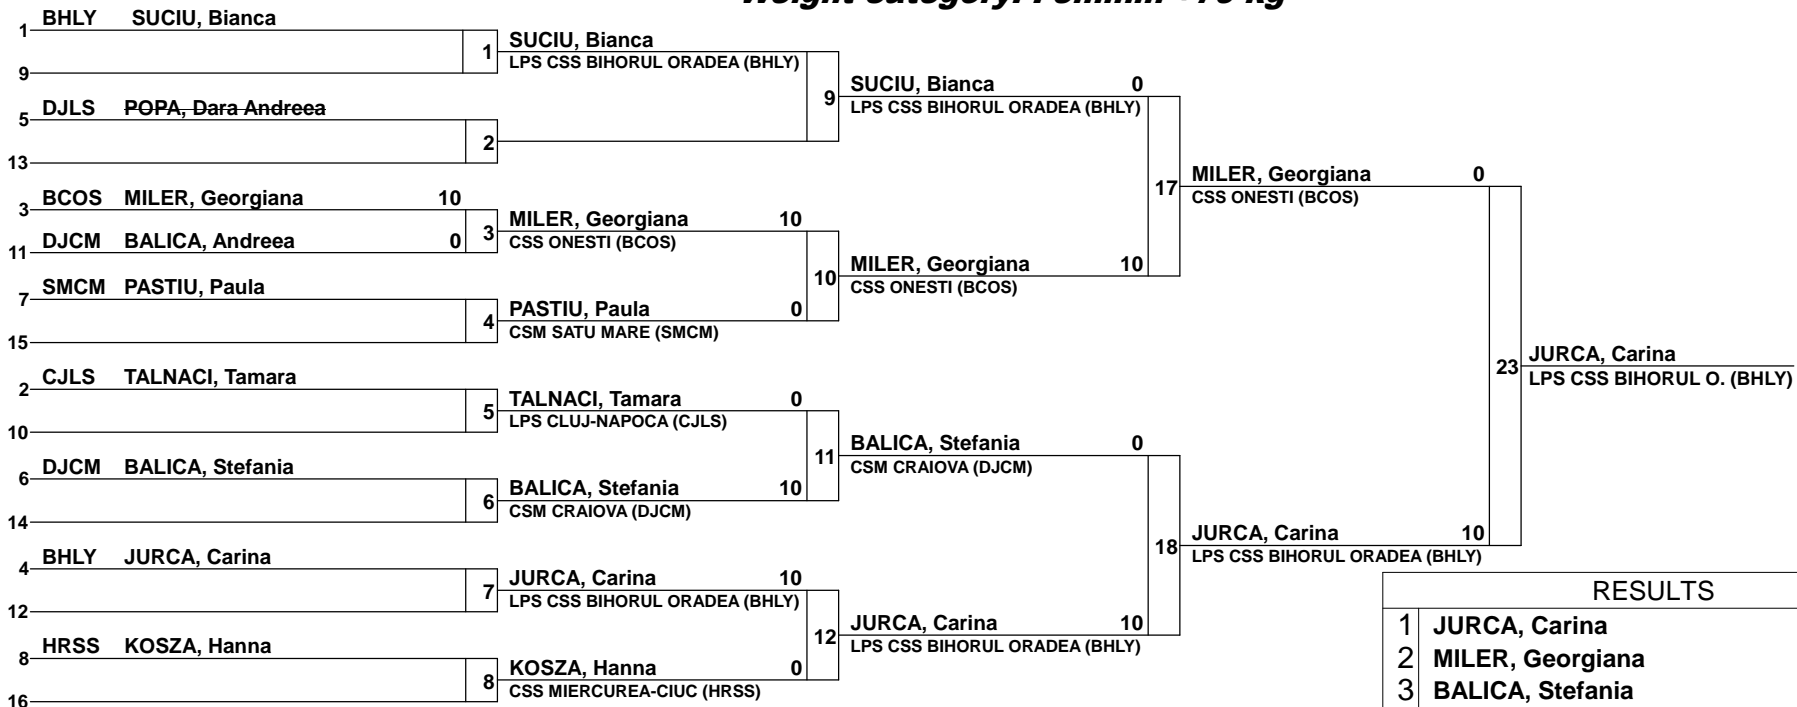 BHLY SUCIU, Bianca
1
9
DJLS POPA, Dara Andreea
5
13
BCOS MILER, Georgiana 10
3
DJCM BALICA, Andreea 0
11
SMCM PASTIU, Paula
7
15
CJLS TALNACI, Tamara
2
10
DJCM BALICA, Stefania
6
14
BHLY JURCA, Carina
4
12
HRSS KOSZA, Hanna
8
16
1 SUCIU, Bianca
LPS CSS BIHORUL ORADEA (BHLY)
2
3 MILER, Georgiana 10
CSS ONESTI (BCOS)
4 PASTIU, Paula 0
CSM SATU MARE (SMCM)
5 TALNACI, Tamara 0
LPS CLUJ-NAPOCA (CJLS)
6 BALICA, Stefania 10
CSM CRAIOVA (DJCM)
7 JURCA, Carina 10
LPS CSS BIHORUL ORADEA (BHLY)
8 KOSZA, Hanna 0
CSS MIERCUREA-CIUC (HRSS)
9 SUCIU, Bianca 0
LPS CSS BIHORUL ORADEA (BHLY)
10 MILER, Georgiana 10
CSS ONESTI (BCOS)
11 BALICA, Stefania 0
CSM CRAIOVA (DJCM)
12 JURCA, Carina 10
LPS CSS BIHORUL ORADEA (BHLY)
17 MILER, Georgiana 0
CSS ONESTI (BCOS)
18 JURCA, Carina 10
LPS CSS BIHORUL ORADEA (BHLY)
23 JURCA, Carina
LPS CSS BIHORUL O. (BHLY)
RESULTS
1 JURCA, Carina
2 MILER, Georgiana
3 BALICA, Stefania